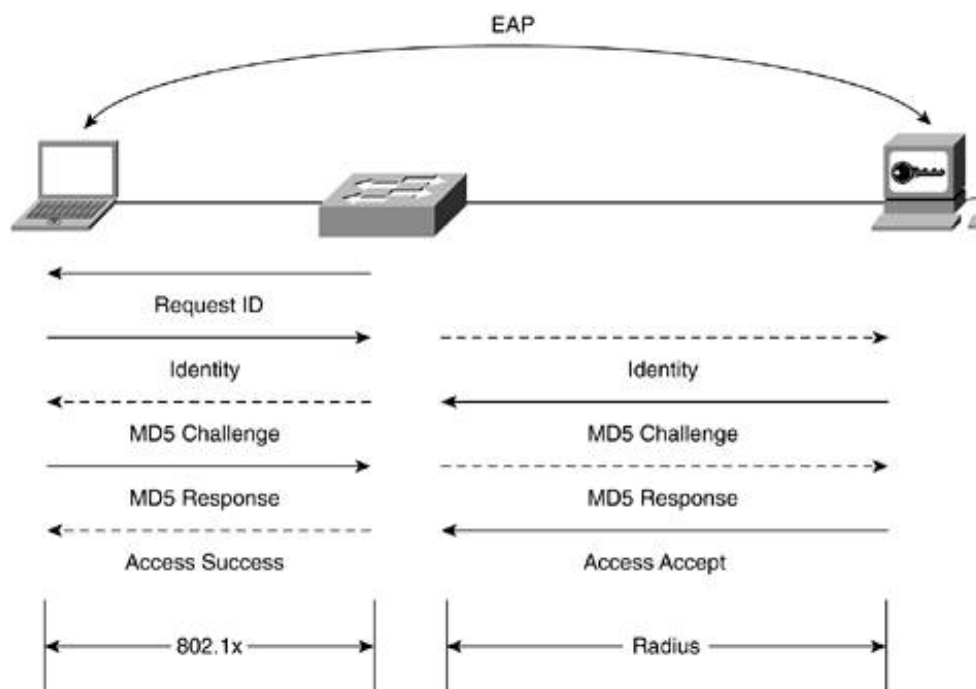 EAP
Request ID
Identity
Identity
MD5 Challenge
MD5 Challenge
MD5 Response
MD5 Response
Access Success
Access Accept
802.1x
Radius